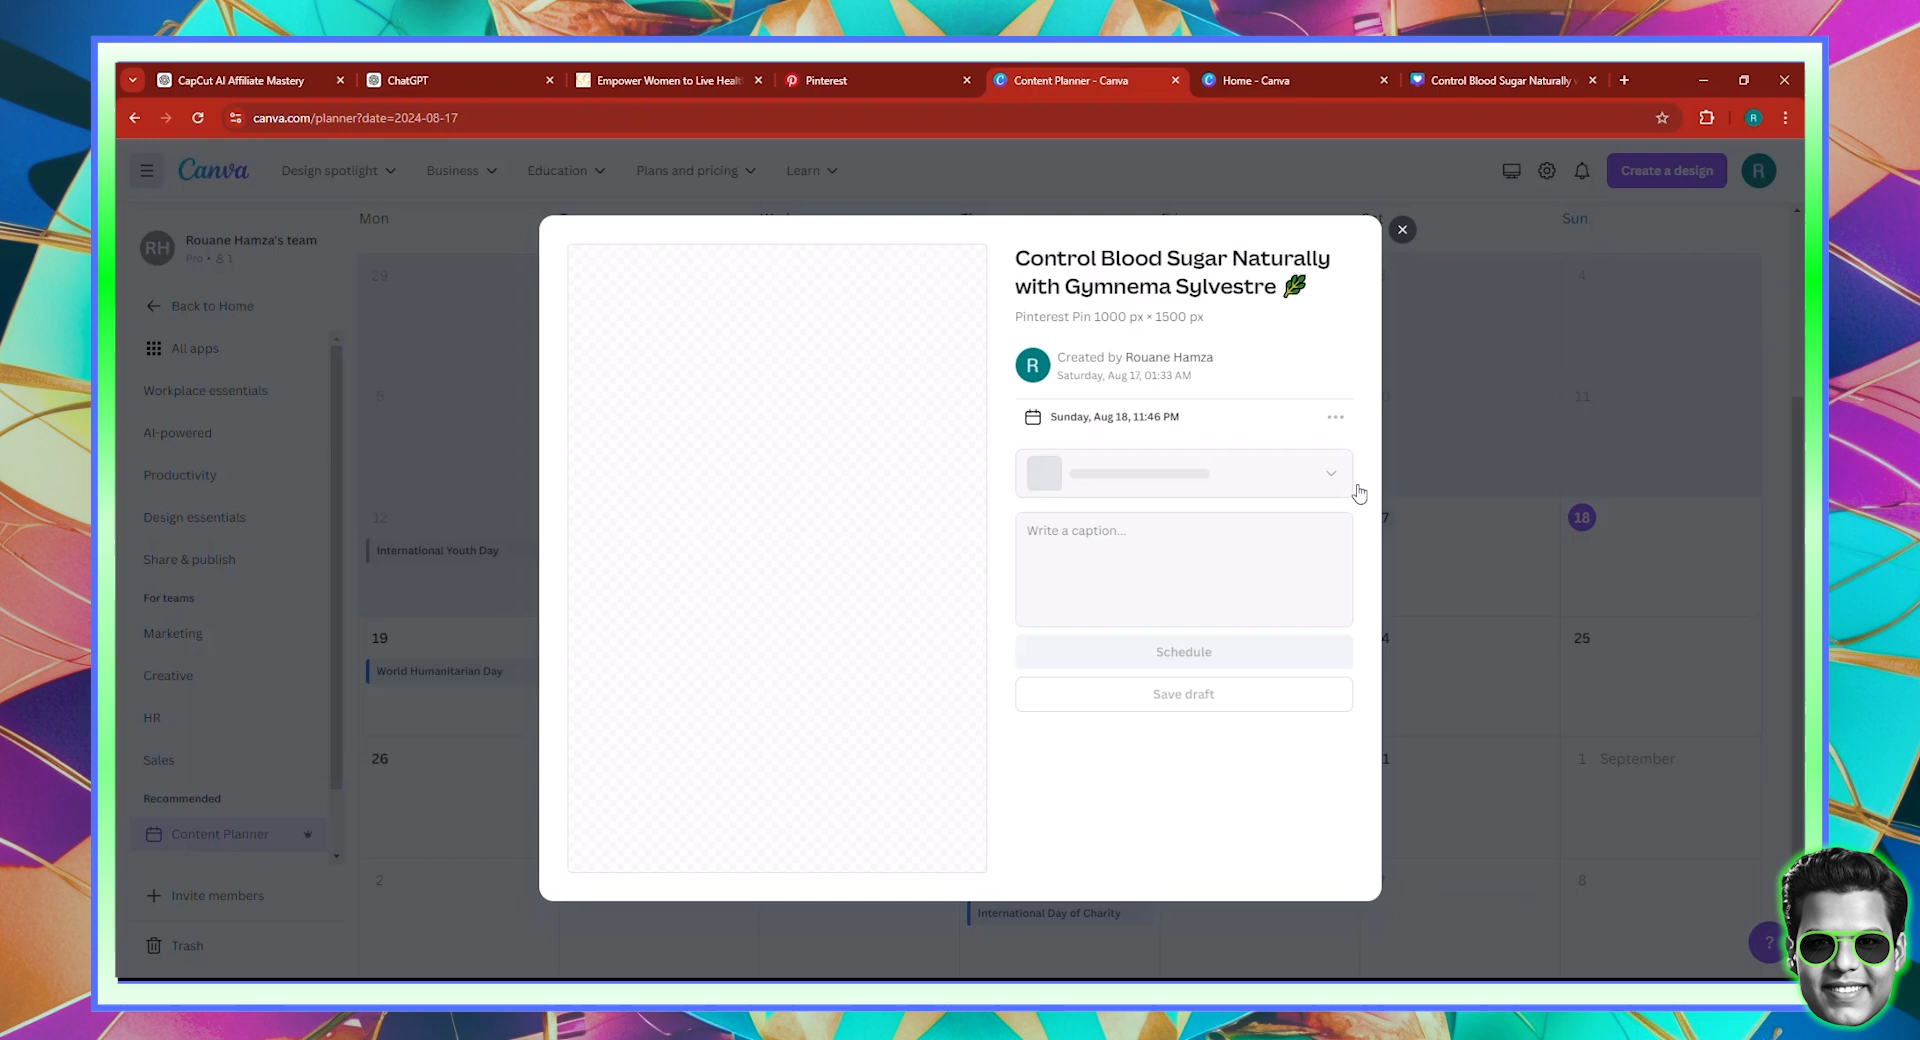 CapCut AI Affiliate Mastery
ChatGPT
Empower Women to Live Healt
Pinterest
Content Planner - Canva
Home - Canva
Control Blood Sugar Naturally
canva.com/planner?date=2024-08-17
R
Canva
Design spotlight
Business
Education
Plans and pricing
Learn
Create a design
R
RH
Rouane Hamza's team
Pro • 1
Back to Home
All apps
Workplace essentials
AI-powered
Productivity
Design essentials
Share & publish
For teams
Marketing
Creative
HR
Sales
Recommended
Content Planner
Invite members
Trash
Mon
Sun
29
4
5
11
12
18
International Youth Day
19
25
World Humanitarian Day
26
1 September
2
8
International Day of Charity
Control Blood Sugar Naturally
with Gymnema Sylvestre
Pinterest Pin 1000 px × 1500 px
R
Created by Rouane Hamza
Saturday, Aug 17, 01:33 AM
Sunday, Aug 18, 11:46 PM
Write a caption...
Schedule
Save draft
?